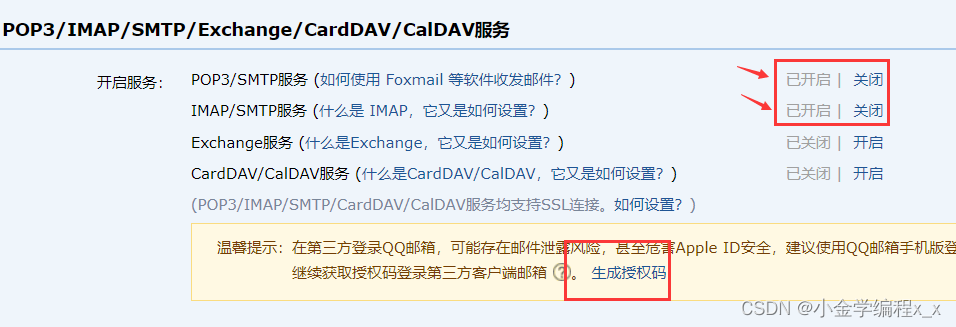 POP3/IMAP/SMTP/Exchange/CardDAV/CalDAV服务
开启服务： POP3/SMTP服务 (如何使用 Foxmail 等软件收发邮件？) 已开启 | 关闭
IMAP/SMTP服务 (什么是 IMAP，它又是如何设置？) 已开启 | 关闭
Exchange服务 (什么是Exchange，它又是如何设置？) 已关闭 | 开启
CardDAV/CalDAV服务 (什么是CardDAV/CalDAV，它又是如何设置？) 已关闭 | 开启
(POP3/IMAP/SMTP/CardDAV/CalDAV服务均支持SSL连接。如何设置？)
温馨提示：在第三方登录QQ邮箱，可能存在邮件泄露风险，甚至危害Apple ID安全，建议使用QQ邮箱手机版登
继续获取授权码登录第三方客户端邮箱 ? 。 生成授权码
CSDN @小金学编程x_x